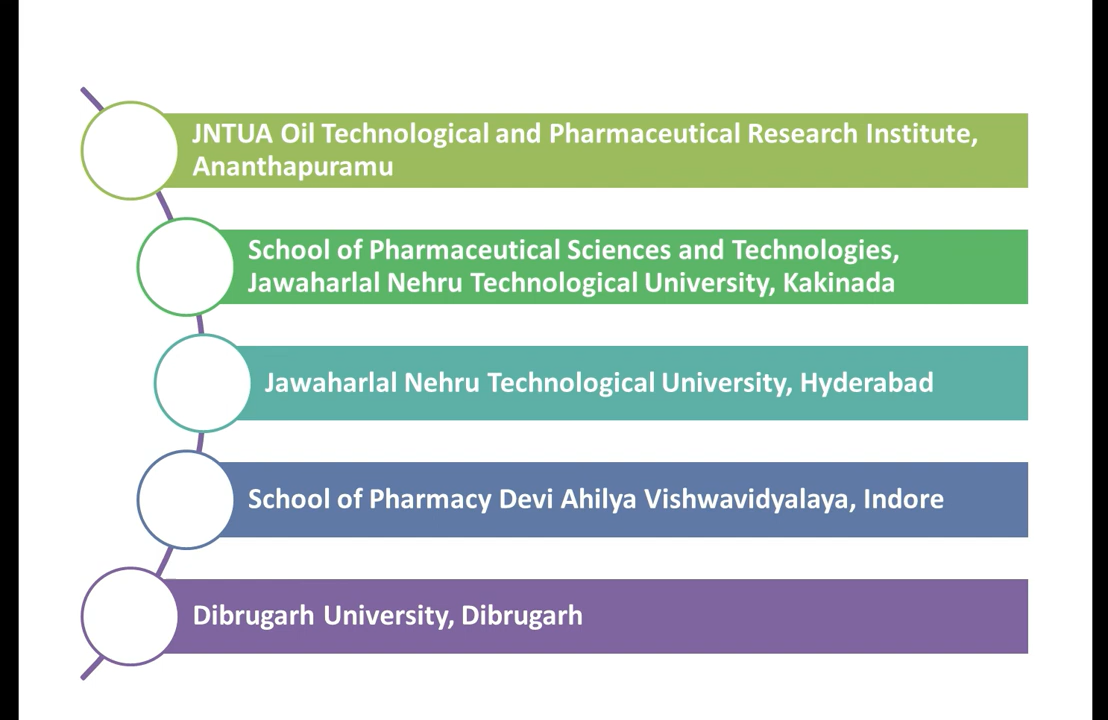 JNTUA Oil Technological and Pharmaceutical Research Institute,
Ananthapuramu
School of Pharmaceutical Sciences and Technologies,
Jawaharlal Nehru Technological University, Kakinada
Jawaharlal Nehru Technological University, Hyderabad
School of Pharmacy Devi Ahilya Vishwavidyalaya, Indore
Dibrugarh University, Dibrugarh